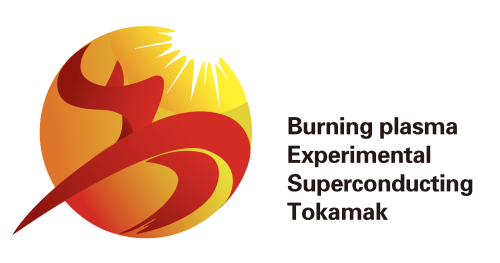 Burning plasma
Experimental
Superconducting
Tokamak